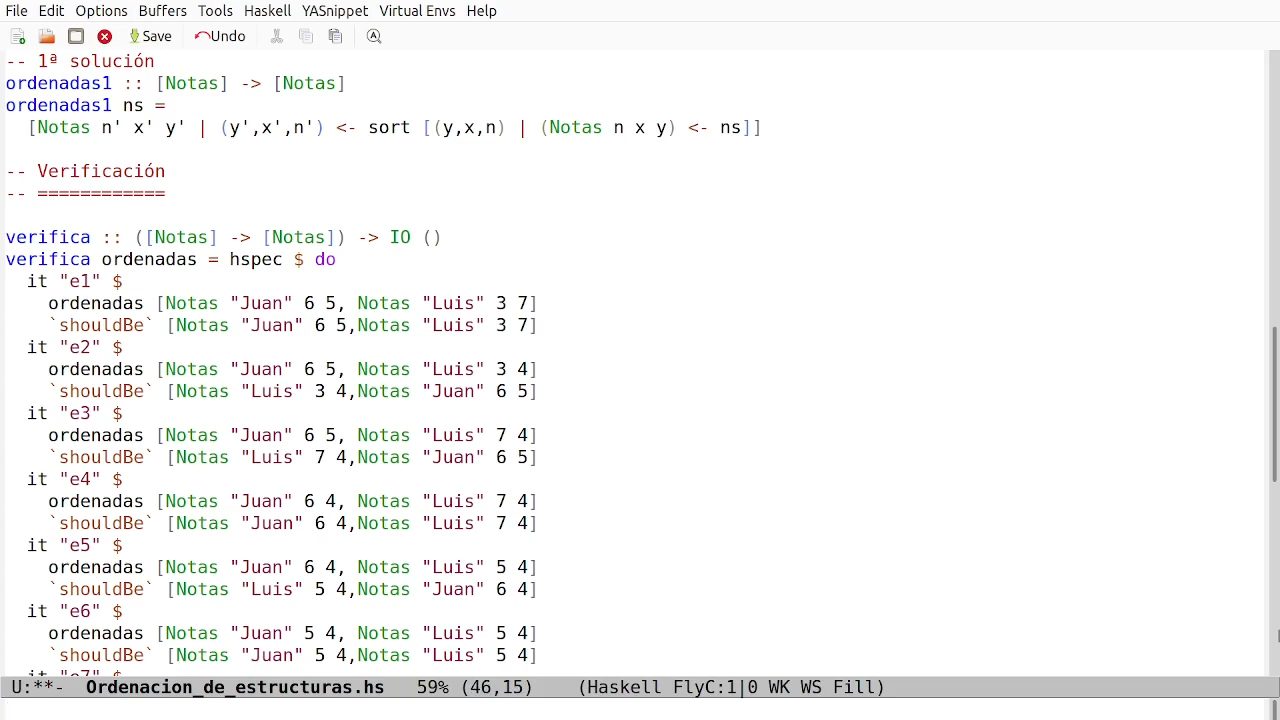 File Edit Options Buffers Tools Haskell YASnippet Virtual Envs Help
Save Undo
-- 1ª solución
ordenadas1 :: [Notas] -> [Notas]
ordenadas1 ns =
  [Notas n' x' y' | (y',x',n') <- sort [(y,x,n) | (Notas n x y) <- ns]]

-- Verificación
-- ============

verifica :: ([Notas] -> [Notas]) -> IO ()
verifica ordenadas = hspec $ do
  it "e1" $
    ordenadas [Notas "Juan" 6 5, Notas "Luis" 3 7]
    `shouldBe` [Notas "Juan" 6 5,Notas "Luis" 3 7]
  it "e2" $
    ordenadas [Notas "Juan" 6 5, Notas "Luis" 3 4]
    `shouldBe` [Notas "Luis" 3 4,Notas "Juan" 6 5]
  it "e3" $
    ordenadas [Notas "Juan" 6 5, Notas "Luis" 7 4]
    `shouldBe` [Notas "Luis" 7 4,Notas "Juan" 6 5]
  it "e4" $
    ordenadas [Notas "Juan" 6 4, Notas "Luis" 7 4]
    `shouldBe` [Notas "Juan" 6 4,Notas "Luis" 7 4]
  it "e5" $
    ordenadas [Notas "Juan" 6 4, Notas "Luis" 5 4]
    `shouldBe` [Notas "Luis" 5 4,Notas "Juan" 6 4]
  it "e6" $
    ordenadas [Notas "Juan" 5 4, Notas "Luis" 5 4]
    `shouldBe` [Notas "Juan" 5 4,Notas "Luis" 5 4]
  it "e7" $
U:**-  Ordenacion_de_estructuras.hs   59% (46,15)    (Haskell FlyC:1|0 WK WS Fill)